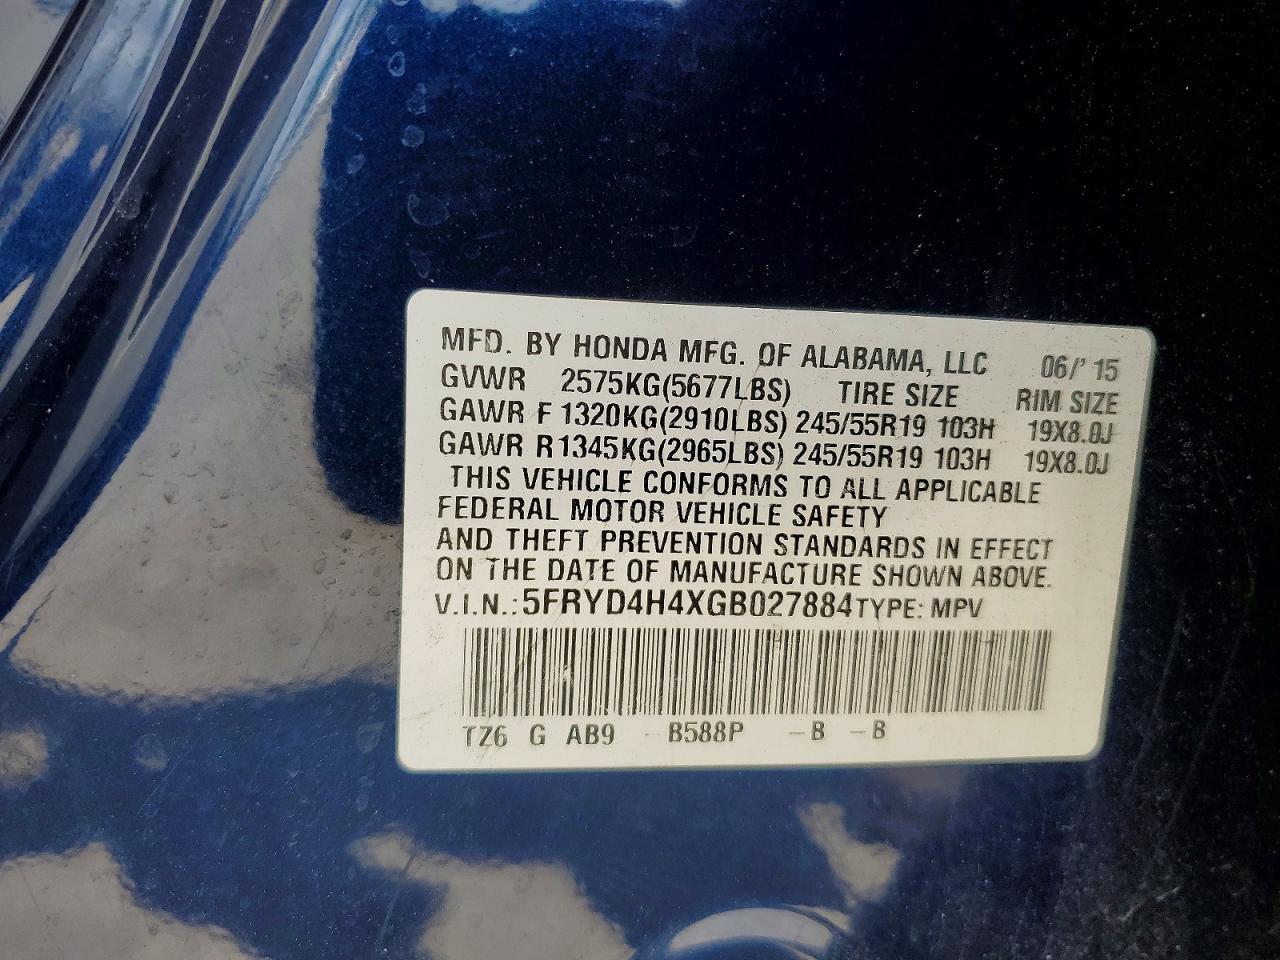 MFD. BY HONDA MFG. OF ALABAMA, LLC 06/' 15
GVWR 2575KG(5677LBS) TIRE SIZE RIM SIZE
GAWR F 1320KG(2910LBS) 245/55R19 103H 19X8.0J
GAWR R 1345KG(2965LBS) 245/55R19 103H 19X8.0J
THIS VEHICLE CONFORMS TO ALL APPLICABLE
FEDERAL MOTOR VEHICLE SAFETY
AND THEFT PREVENTION STANDARDS IN EFFECT
ON THE DATE OF MANUFACTURE SHOWN ABOVE.
V.I.N.: 5FRYD4H4XGB027884 TYPE: MPV
TZ6 G AB9 B588P -B -B